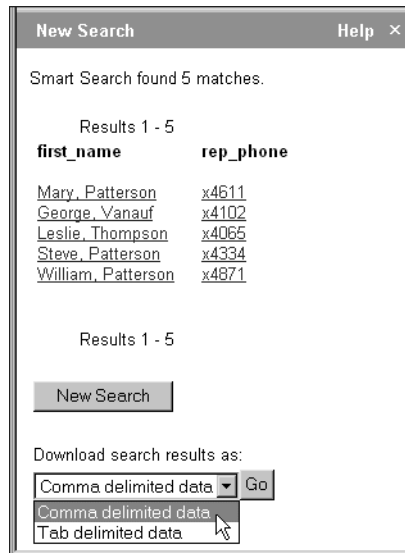 New Search Help ×
Smart Search found 5 matches.
Results 1 - 5
first_name rep_phone
Mary, Patterson x4611
George, Vanauf x4102
Leslie, Thompson x4065
Steve, Patterson x4334
William, Patterson x4871
Results 1 - 5
New Search
Download search results as:
Comma delimited data Go
Comma delimited data
Tab delimited data